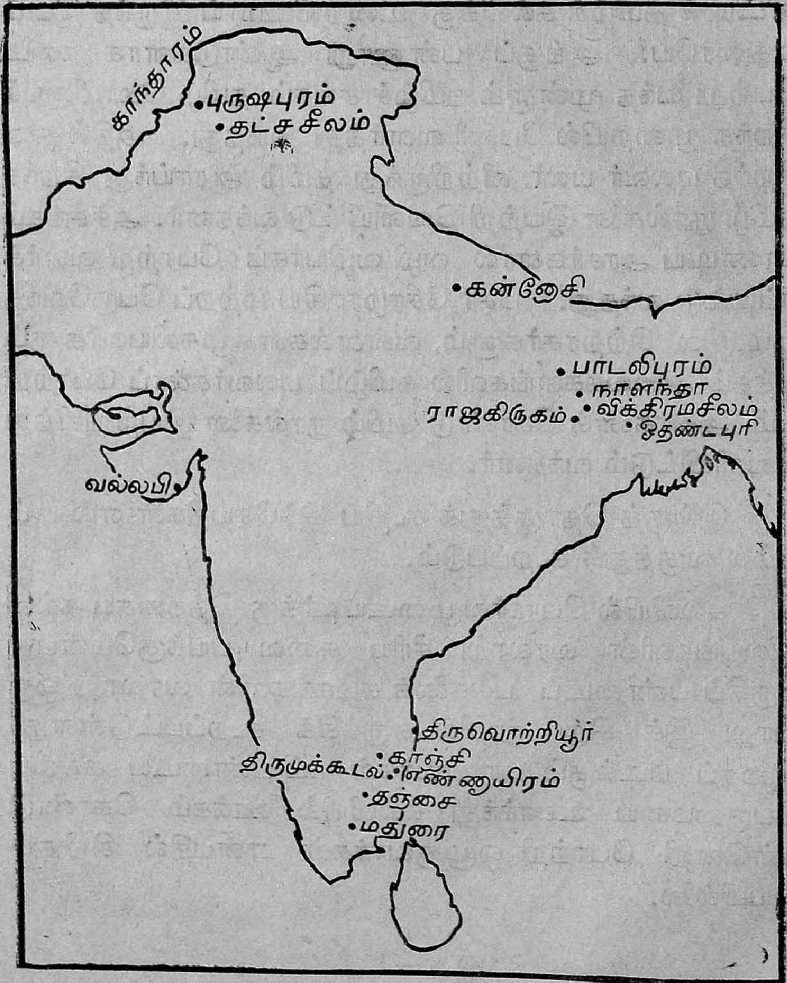 காந்தாரம்
புருஷபுரம்
தட்சசீலம்
கன்னோசி
பாடலிபுரம்
நாளந்தா
விக்கிரமசீலம்
ராஜகிருகம்
ஒதண்டபுரி
வல்லபி
திருவொற்றியூர்
காஞ்சி
திருமுக்கூடல்
எண்ணாயிரம்
தஞ்சை
மதுரை